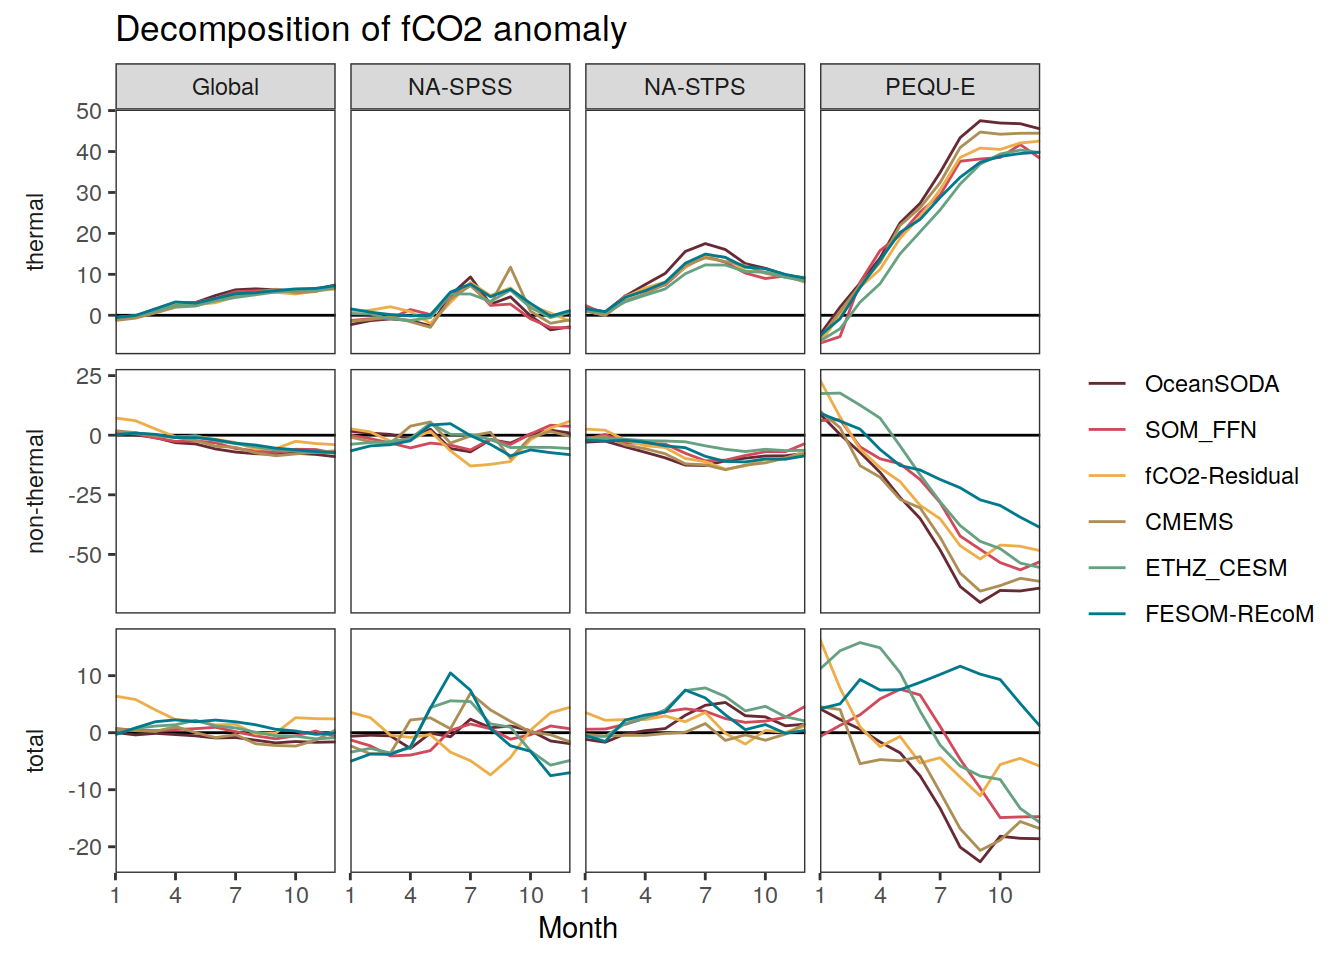 Decomposition of fCO2 anomaly
Global NA-SPSS NA-STPS PEQU-E
thermal
50
40
30
20
10
0
non-thermal
25
0
-25
-50
total
10
0
-10
-20
1 4 7 10 1 4 7 10 1 4 7 10 1 4 7 10
Month
OceanSODA
SOM_FFN
fCO2-Residual
CMEMS
ETHZ_CESM
FESOM-REcoM